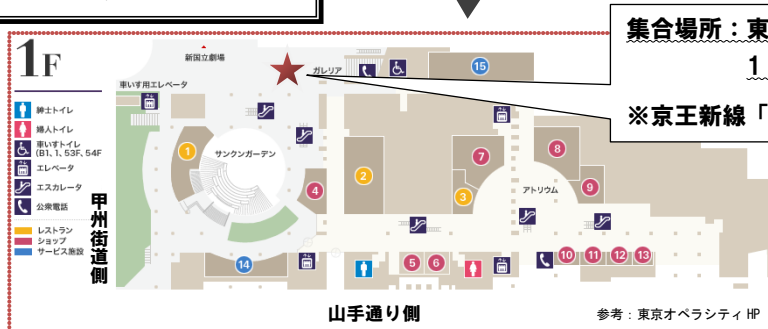 集合場所：東
1
※京王新線「
1F
新国立劇場
ガレリア
車いす用エレベータ
紳士トイレ
婦人トイレ
車いすトイレ
(B1, 1, 53F, 54F
エレベータ
エスカレータ
公衆電話
レストラン
ショップ
サービス施設
甲州街道側
サンクンガーデン
アトリウム
15
1
2
3
4
7
8
9
14
5
6
10
11
12
13
山手通り側
参考：東京オペラシティ HP